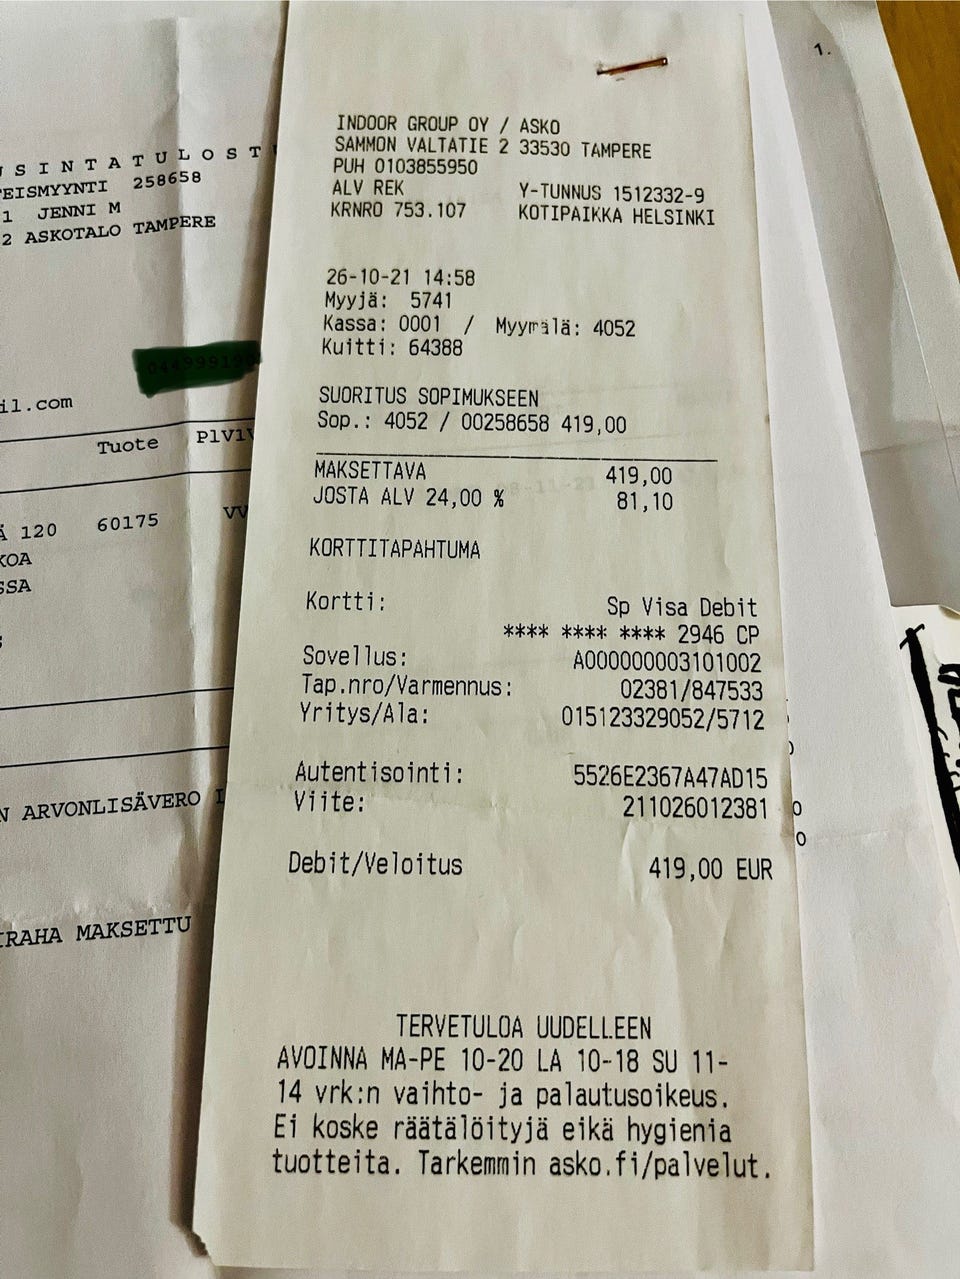 1.
U S I N T A T U L O S T
TEISMYYNTI 258658
1 JENNI M
2 ASKOTALO TAMPERE
il.com
Tuote
Ä 120 60175 VV
KOA
SSA
N ARVONLISÄVERO
IRAHA MAKSETTU
INDOOR GROUP OY / ASKO
SAMMON VALTATIE 2 33530 TAMPERE
PUH 0103855950
ALV REK Y-TUNNUS 1512332-9
KRNRO 753.107 KOTIPAIKKA HELSINKI
26-10-21 14:58
Myyjä: 5741
Kassa: 0001 / Myymälä: 4052
Kuitti: 64388
SUORITUS SOPIMUKSEEN
Sop.: 4052 / 00258658 419,00
MAKSETTAVA 419,00
JOSTA ALV 24,00 % 81,10
KORTTITAPAHTUMA
Kortti: Sp Visa Debit
**** **** **** 2946 CP
Sovellus: A0000000031010​02
Tap.nro/Varmennus: 02381/847533
Yritys/Ala: 015123329052/5712
Autentisointi: 5526E2367A47AD15
Viite: 211026012381
Debit/Veloitus 419,00 EUR
TERVETULOA UUDELLEEN
AVOINNA MA-PE 10-20 LA 10-18 SU 11-
14 vrk:n vaihto- ja palautusoikeus.
Ei koske räätälöityjä eikä hygienia
tuotteita. Tarkemmin asko.fi/palvelut.